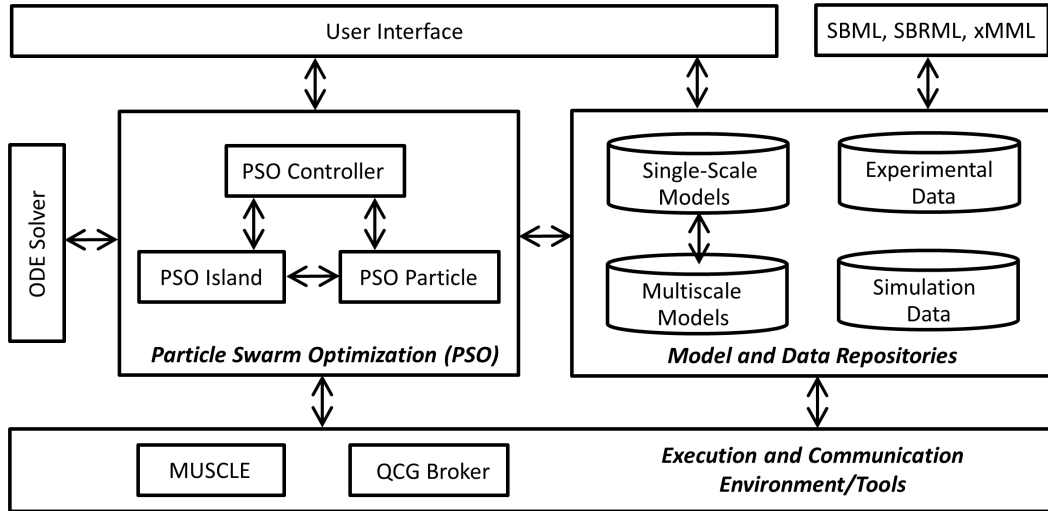 User Interface
SBML, SBRML, xMML
ODE Solver
PSO Controller
PSO Island
PSO Particle
Particle Swarm Optimization (PSO)
Single-Scale
Models
Experimental
Data
Multiscale
Models
Simulation
Data
Model and Data Repositories
MUSCLE
QCG Broker
Execution and Communication
Environment/Tools